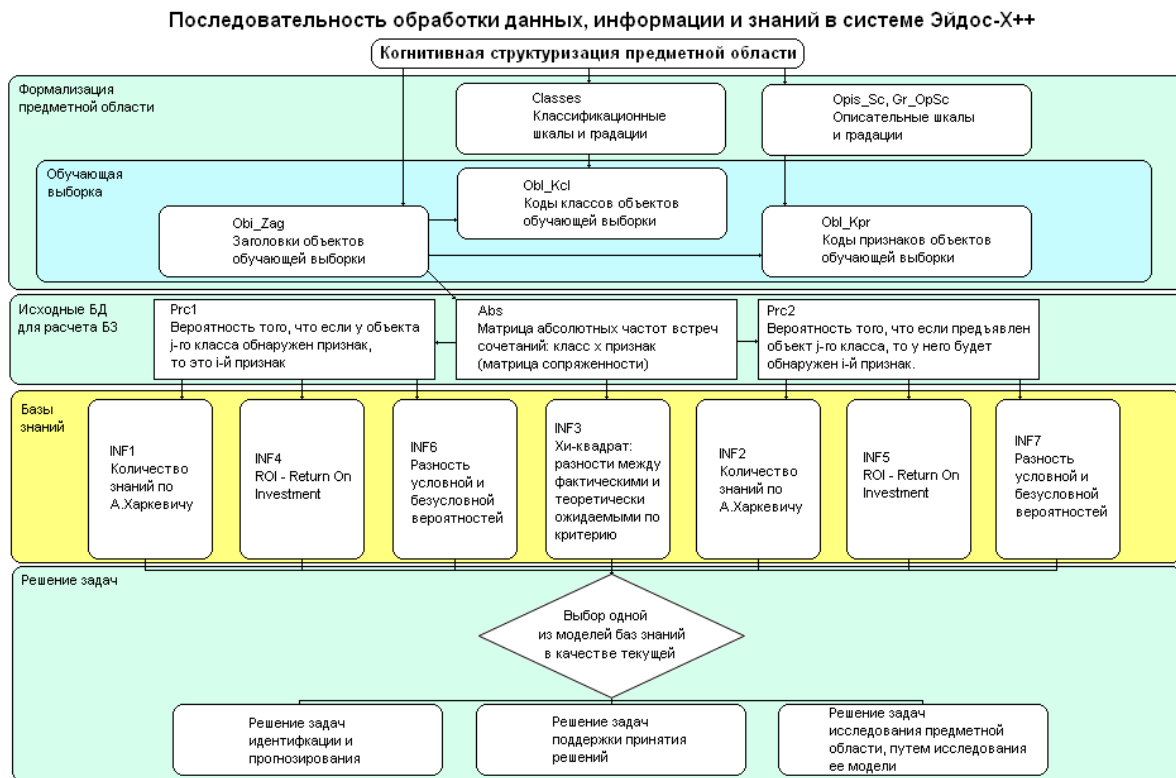 Последовательность обработки данных, информации и знаний в системе Эйдос-X++
Когнитивная структуризация предметной области
Формализация
предметной области
Classes
Классификационные
шкалы и градации
Opis_Sc, Gr_OpSc
Описательные шкалы
и градации
Обучающая
выборка
Obl_Kcl
Коды классов объектов
обучающей выборки
Obi_Zag
Заголовки объектов
обучающей выборки
Obl_Kpr
Коды признаков объектов
обучающей выборки
Исходные БД
для расчета БЗ
Prc1
Вероятность того, что если у объекта
j-го класса обнаружен признак,
то это i-й признак
Abs
Матрица абсолютных частот встреч
сочетаний: класс х признак
(матрица сопряженности)
Prc2
Вероятность того, что если предъявлен
объект j-го класса, то у него будет
обнаружен i-й признак.
Базы
знаний
INF1
Количество
знаний по
А.Харкевичу
INF4
ROI - Return On
Investment
INF6
Разность
условной и
безусловной
вероятностей
INF3
Хи-квадрат:
разности между
фактическими и
теоретически
ожидаемыми по
критерию
INF2
Количество
знаний по
А.Харкевичу
INF5
ROI - Return On
Investment
INF7
Разность
условной и
безусловной
вероятностей
Решение задач
Выбор одной
из моделей баз знаний
в качестве текущей
Решение задач
идентифкации и
прогнозирования
Решение задач
поддержки принятия
решений
Решение задач
исследования предметной
области, путем исследования
ее модели